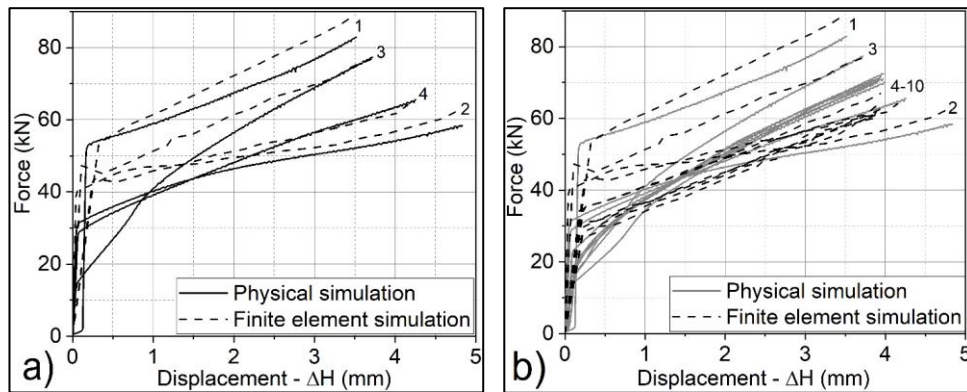 a)
Force (kN)
80
60
40
20
0
1
3
4
2
Physical simulation
Finite element simulation
0 1 2 3 4 5
Displacement - ΔH (mm)
b)
Force (kN)
80
60
40
20
0
1
3
4-10
2
Physical simulation
Finite element simulation
0 1 2 3 4 5
Displacement - ΔH (mm)